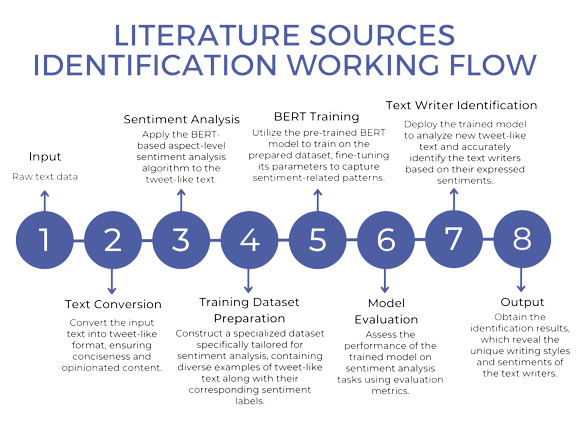 LITERATURE SOURCES
IDENTIFICATION WORKING FLOW
Input
Raw text data
Sentiment Analysis
Apply the BERT-
based aspect-level
sentiment analysis
algorithm to the
tweet-like text.
BERT Training
Utilize the pre-trained BERT
model to train on the
prepared dataset, fine-tuning
its parameters to capture
sentiment-related patterns.
Text Writer Identification
Deploy the trained model
to analyze new tweet-like
text and accurately
identify the text writers
based on their expressed
sentiments.
1 2 3 4 5 6 7 8
Text Conversion
Convert the input
text into tweet-like
format, ensuring
conciseness and
opinionated content.
Training Dataset
Preparation
Construct a specialized dataset
specifically tailored for
sentiment analysis, containing
diverse examples of tweet-like
text along with their
corresponding sentiment
labels.
Model
Evaluation
Assess the
performance of the
trained model on
sentiment analysis
tasks using evaluation
metrics.
Output
Obtain the
identification results,
which reveal the
unique writing styles
and sentiments of
the text writers.